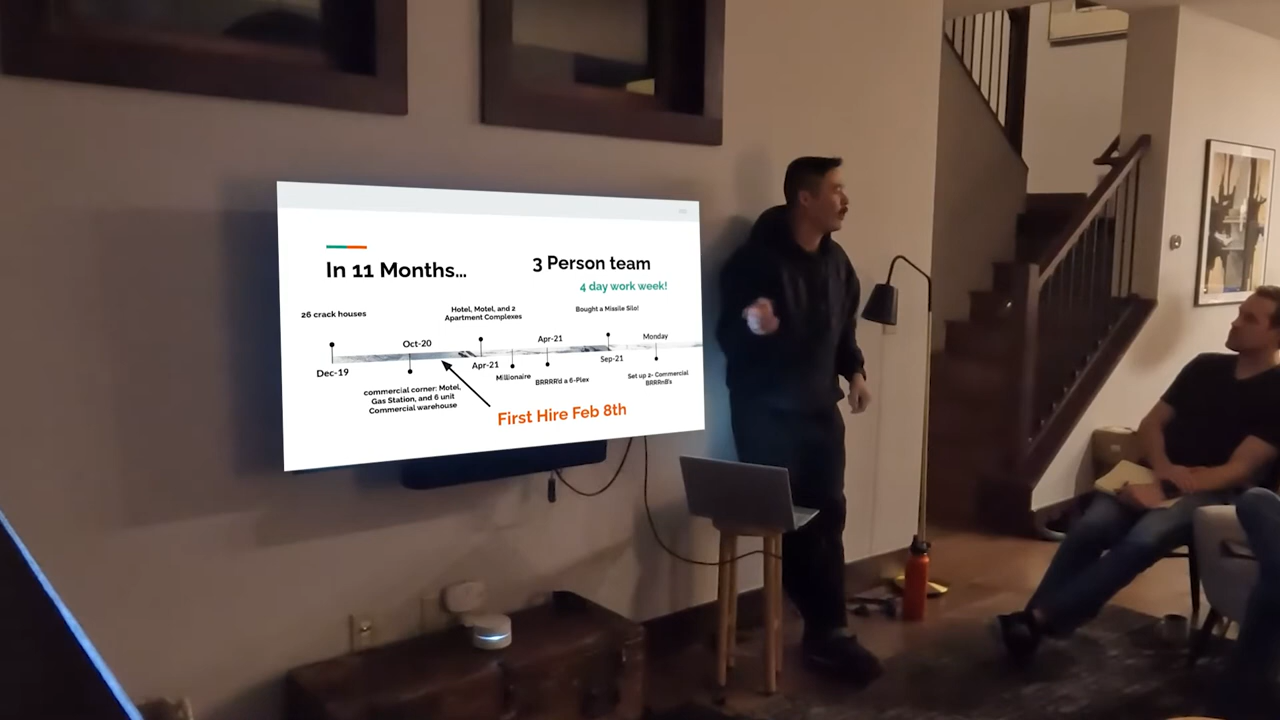 In 11 Months...
3 Person team
4 day work week!
26 crack houses
Hotel, Motel, and 2
Apartment Complexes
Bought a Missile Silo!
Oct-20
Apr-21
Monday
Dec-19
Apr-21
Sep-21
commercial corner: Motel,
Gas Station, and 6 unit
Commercial warehouse
Millionaire
BRRRR'd a 6-Plex
Set up 2- Commercial
BRRRnB's
First Hire Feb 8th